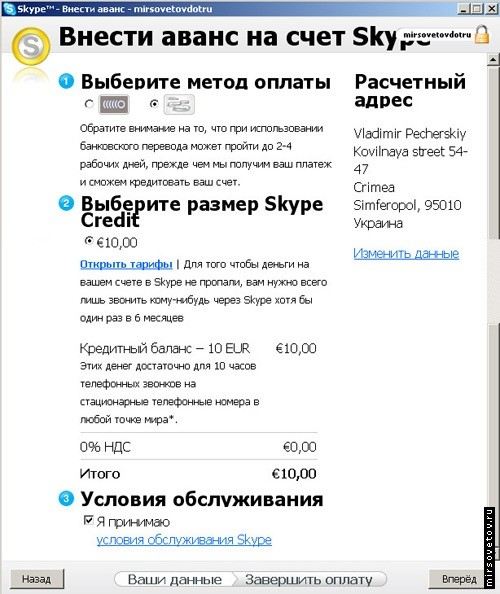 Skype™ - Внести аванс - mirsovetovdotru
Внести аванс на счет Skype
mirsovetovdotru
1 Выберите метод оплаты
Обратите внимание на то, что при использовании
банковского перевода может пройти до 2-4
рабочих дней, прежде чем мы получим ваш платеж
и сможем кредитовать ваш счет.
2 Выберите размер Skype
Credit
€10,00
Открыть тарифы | Для того чтобы деньги на
вашем счете в Skype не пропали, вам нужно всего
лишь звонить кому-нибудь через Skype хотя бы
один раз в 6 месяцев
Кредитный баланс – 10 EUR €10,00
Этих денег достаточно для 10 часов
телефонных звонков на
стационарные телефонные номера в
любой точке мира*.
0% НДС €0,00
Итого €10,00
3 Условия обслуживания
Я принимаю
условия обслуживания Skype
Расчетный
адрес
Vladimir Pecherskiy
Kovilnaya street 54-
47
Crimea
Simferopol, 95010
Украина
Изменить данные
Назад
Ваши данные
Завершить оплату
Вперёд
mirsovetov.ru